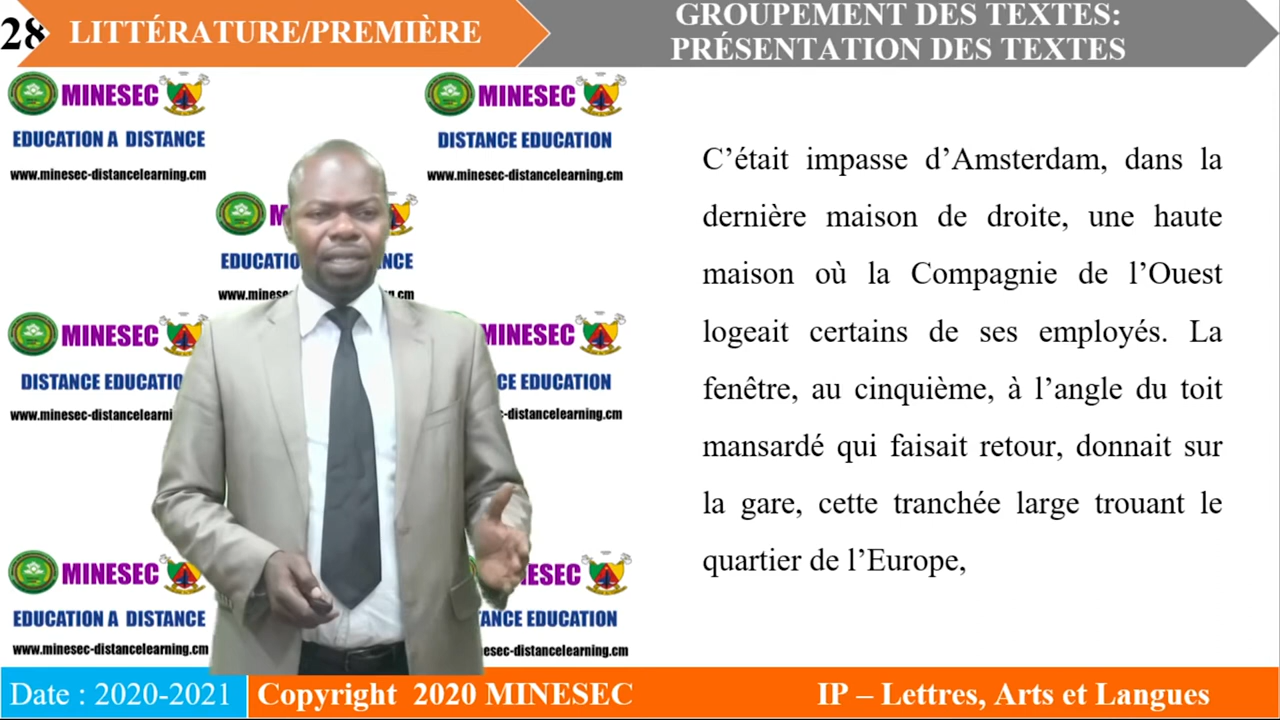 28
LITTÉRATURE/PREMIÈRE
GROUPEMENT DES TEXTES:
PRÉSENTATION DES TEXTES
MINESEC
EDUCATION A DISTANCE
www.minesec-distancelearning.cm
MINESEC
DISTANCE EDUCATION
www.minesec-distancelearning.cm
MINESEC
DISTANCE
MINESEC
EDUCATION
MINESEC
EDUCATION A DISTANCE
www.minesec-distancelearning.cm
EDUCATION
C’était impasse d’Amsterdam, dans la
dernière maison de droite, une haute
maison où la Compagnie de l’Ouest
logeait certains de ses employés. La
fenêtre, au cinquième, à l’angle du toit
mansardé qui faisait retour, donnait sur
la gare, cette tranchée large trouant le
quartier de l’Europe,
Date : 2020-2021
Copyright 2020 MINESEC
IP – Lettres, Arts et Langues